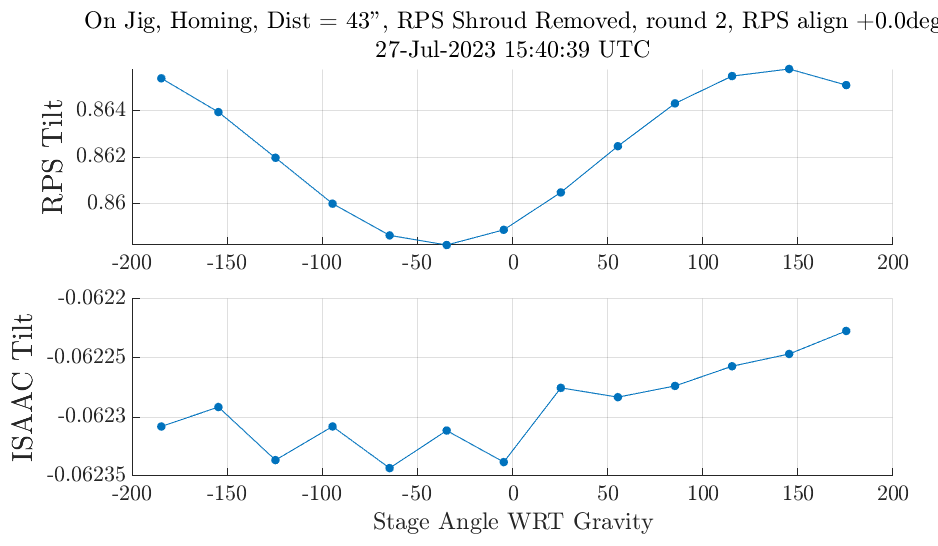 On Jig, Homing, Dist = 43”, RPS Shroud Removed, round 2, RPS align +0.0deg
27-Jul-2023 15:40:39 UTC
RPS Tilt
0.864
0.862
0.86
-200 -150 -100 -50 0 50 100 150 200
ISAAC Tilt
-0.0622
-0.06225
-0.0623
-0.06235
-200 -150 -100 -50 0 50 100 150 200
Stage Angle WRT Gravity